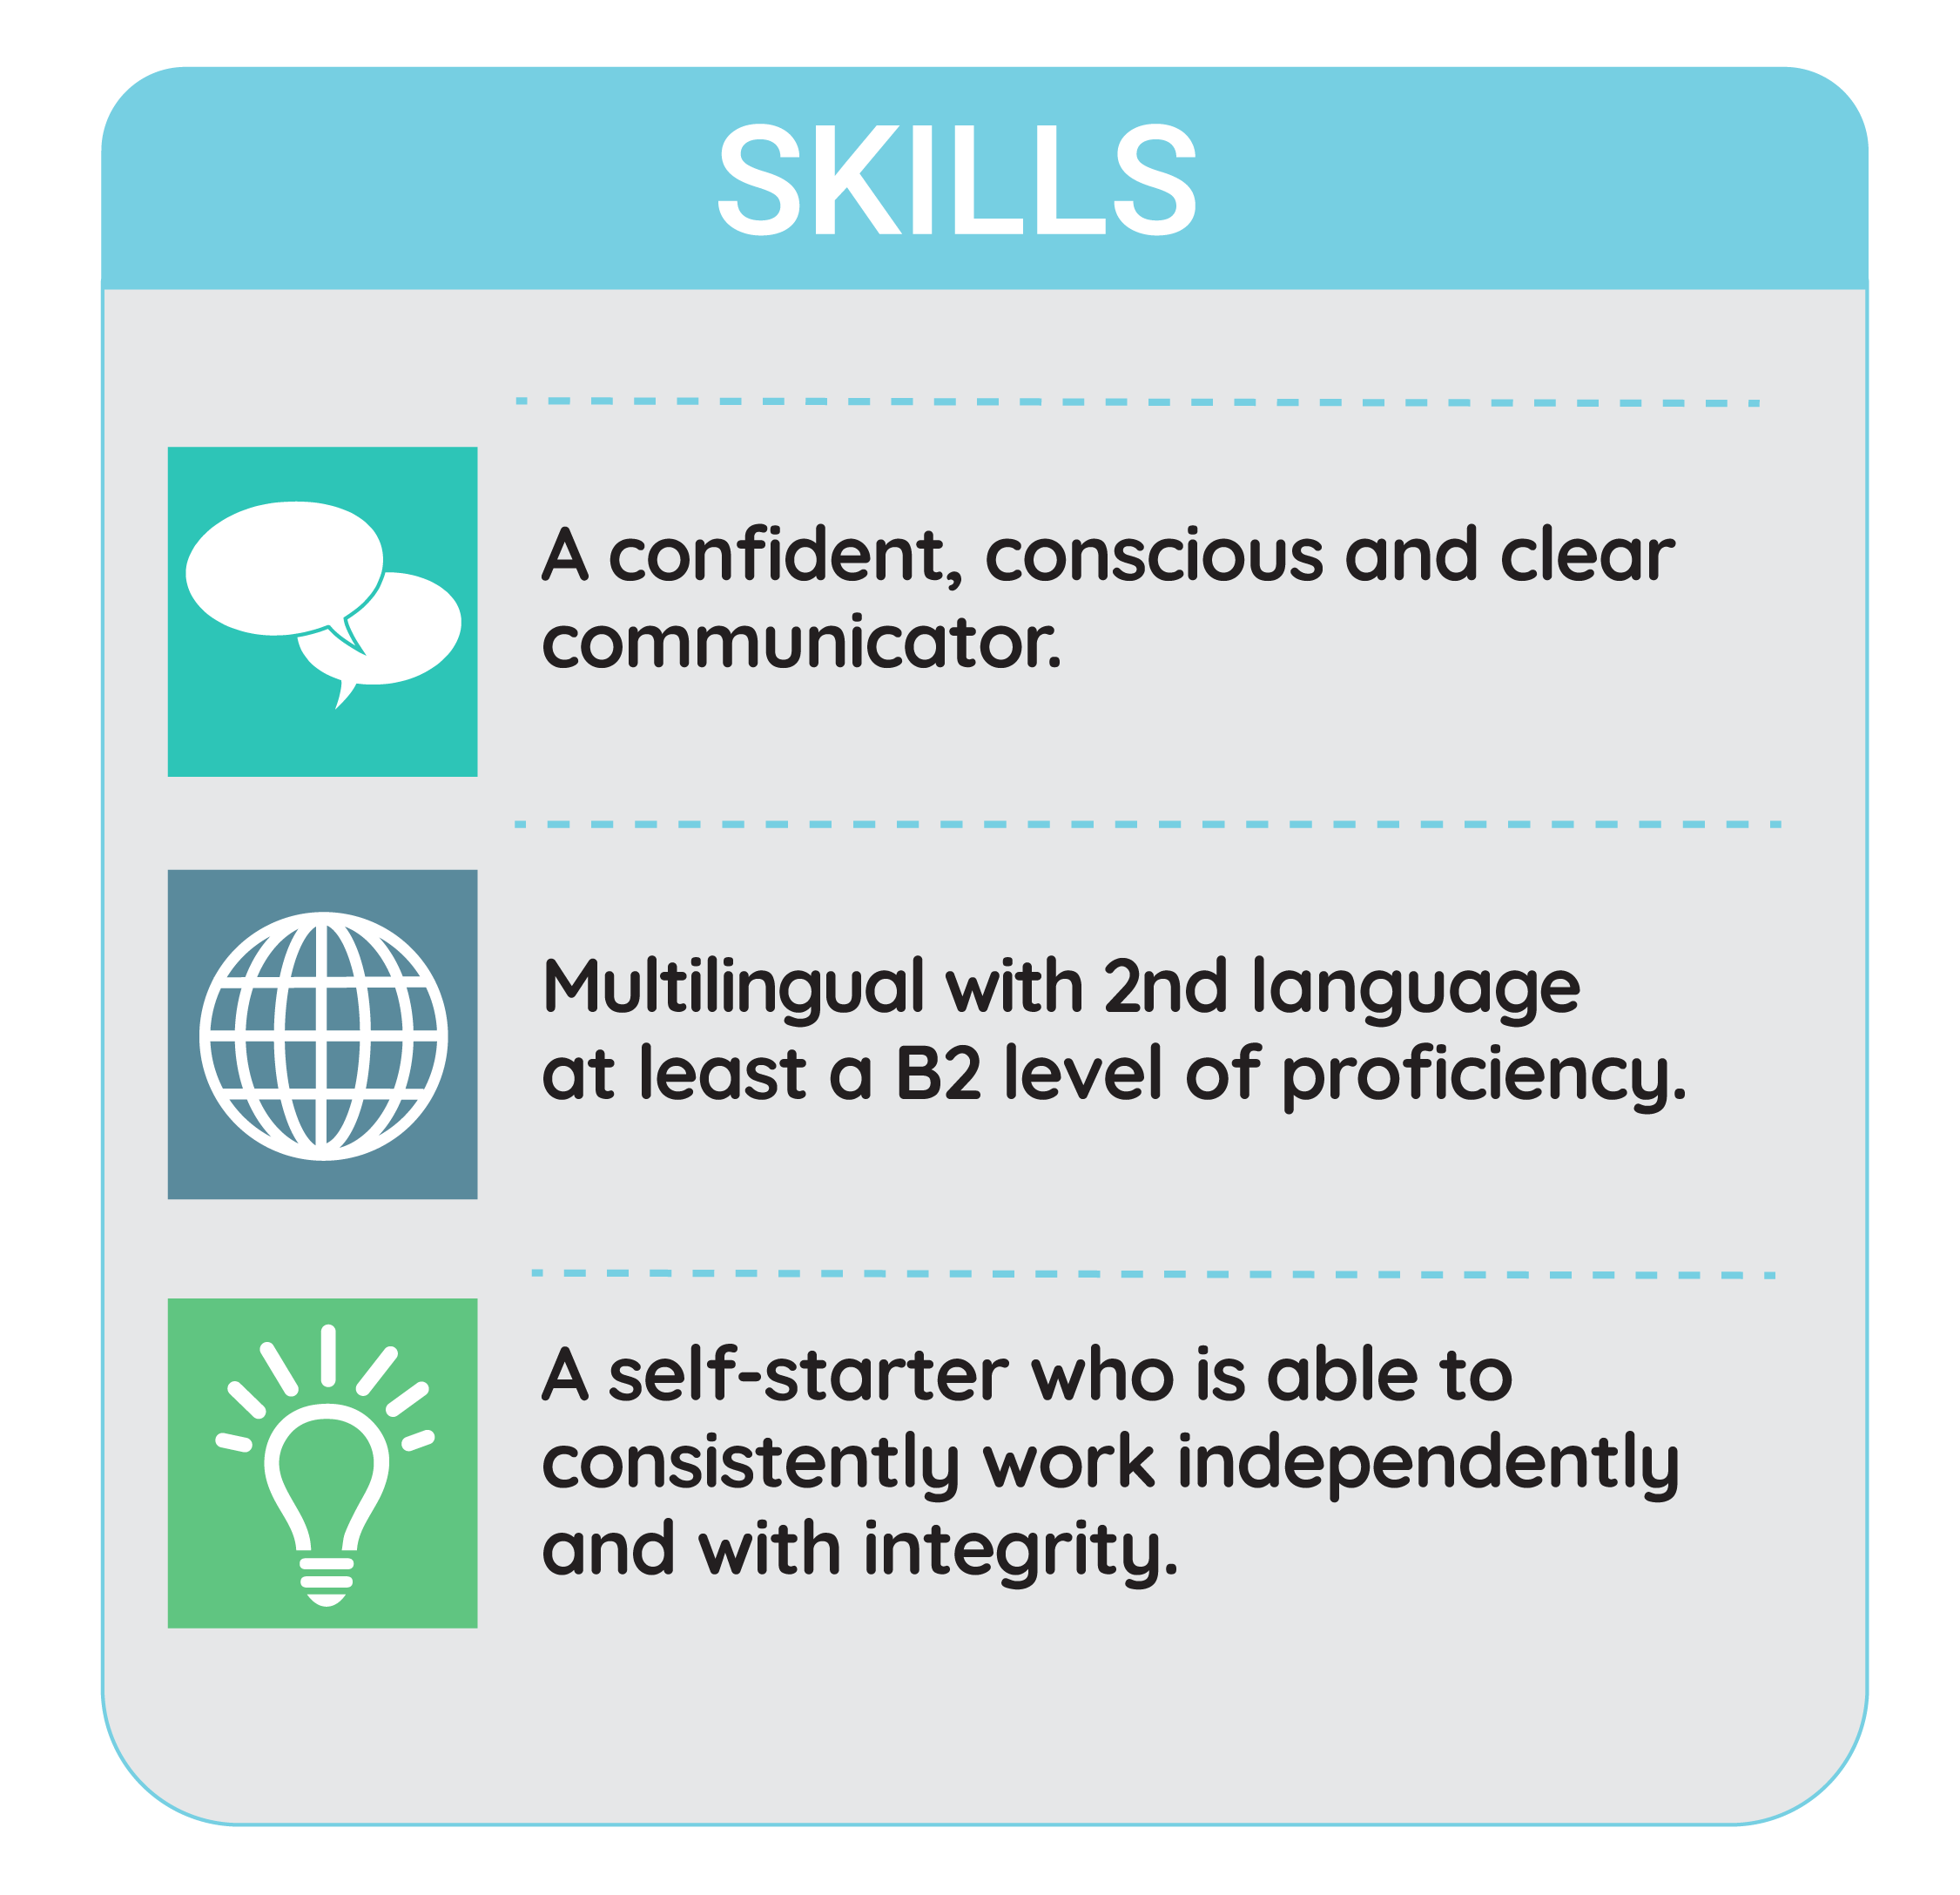 SKILLS
A confident, conscious and clear
communicator.
Multilingual with 2nd language
at least a B2 level of proficiency.
A self-starter who is able to
consistently work independently
and with integrity.